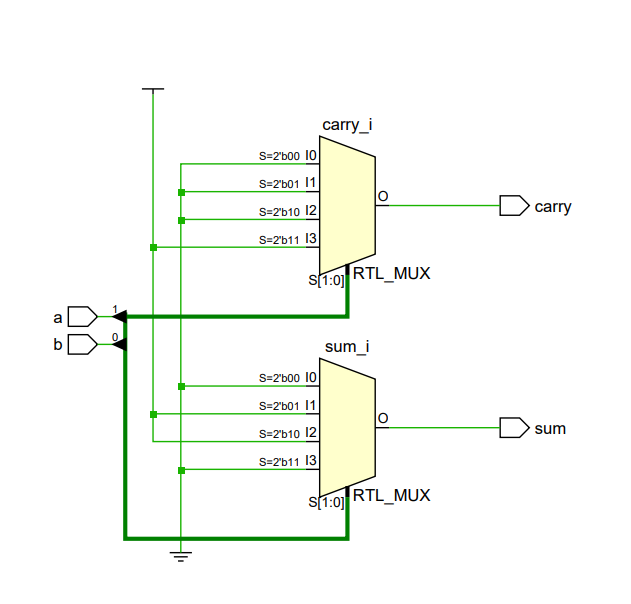 carry_i
S=2'b00 I0
S=2'b01 I1
S=2'b10 I2
S=2'b11 I3
O
carry
S[1:0]
RTL_MUX
a
1
b
0
sum_i
S=2'b00 I0
S=2'b01 I1
S=2'b10 I2
S=2'b11 I3
O
sum
S[1:0]
RTL_MUX